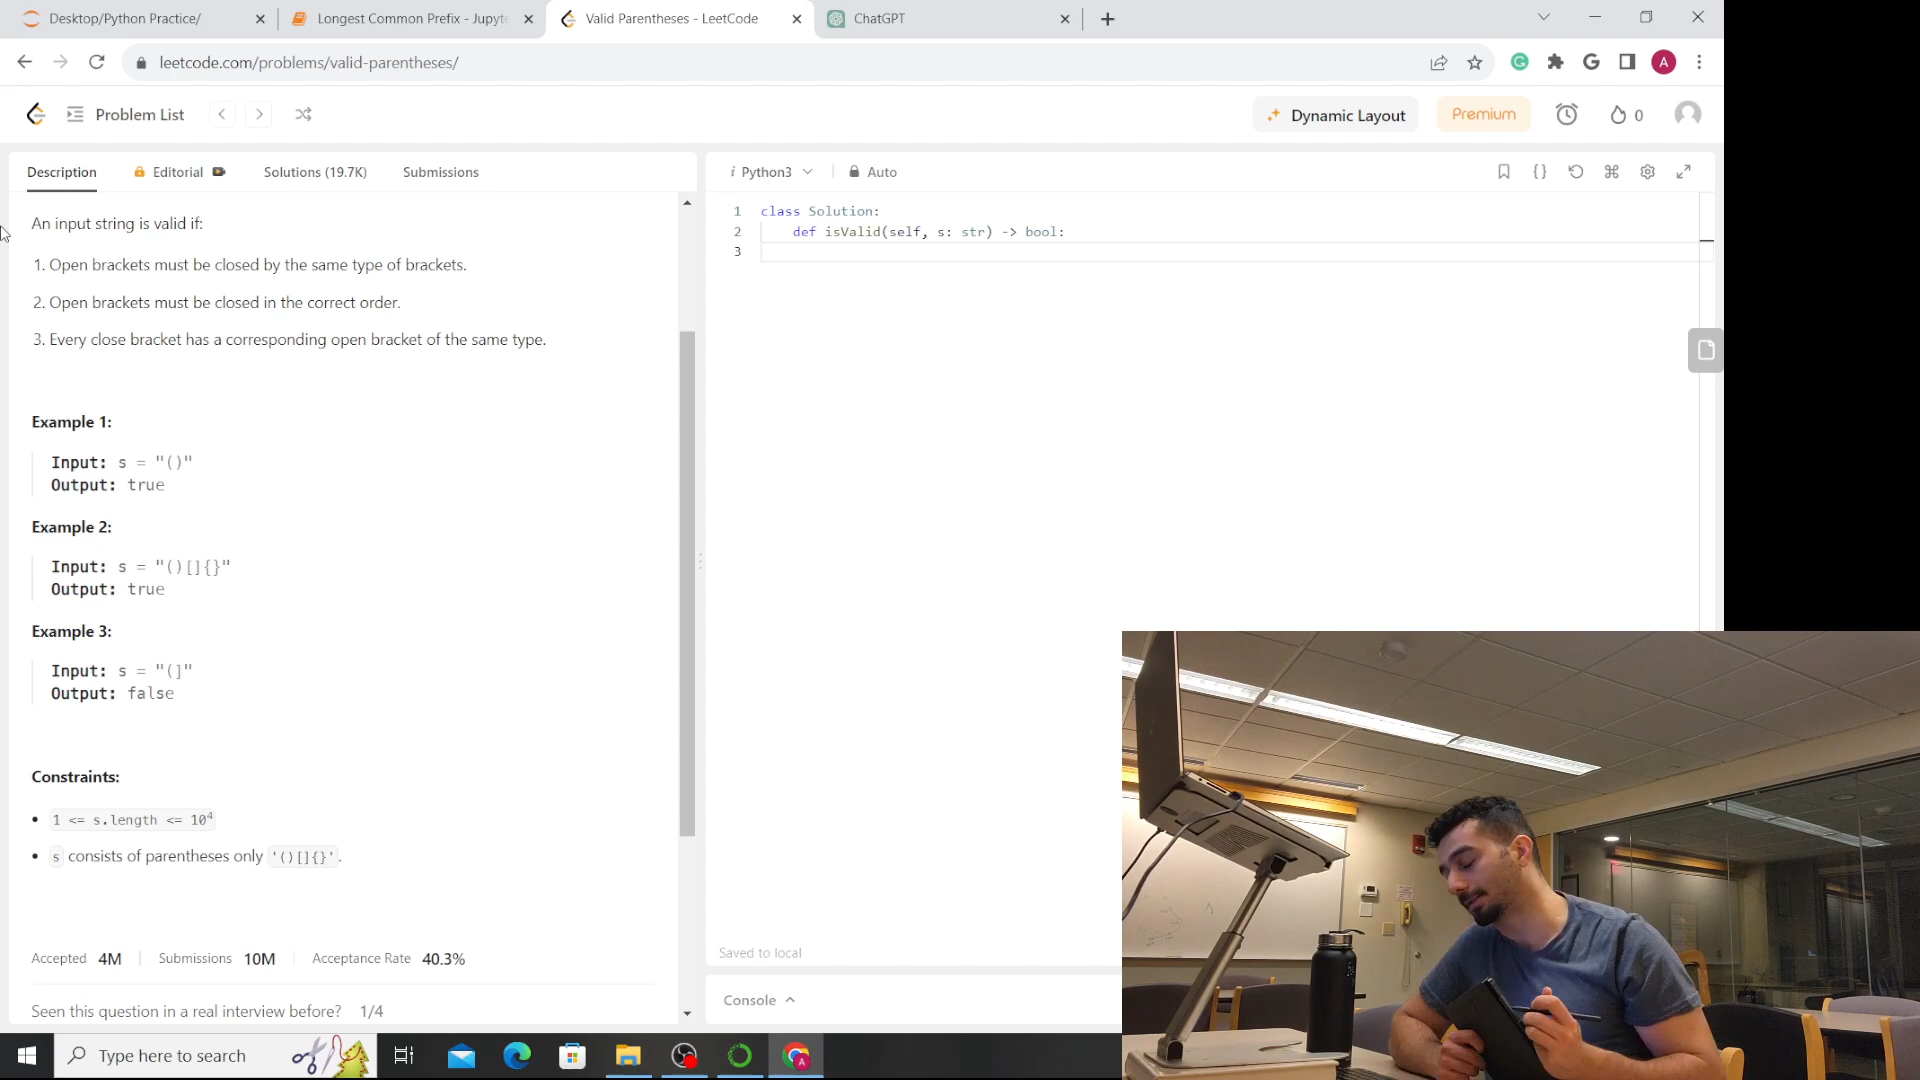 Desktop/Python Practice/
Longest Common Prefix - Jupyte
Valid Parentheses - LeetCode
ChatGPT
leetcode.com/problems/valid-parentheses/
A
Problem List
Dynamic Layout
Premium
0
Description
Editorial
Solutions (19.7K)
Submissions
i Python3
Auto
An input string is valid if:
1. Open brackets must be closed by the same type of brackets.
2. Open brackets must be closed in the correct order.
3. Every close bracket has a corresponding open bracket of the same type.
Example 1:
Input: s = "()"
Output: true
Example 2:
Input: s = "()[]{}"
Output: true
Example 3:
Input: s = "(]"
Output: false
Constraints:
• 1 <= s.length <= 10⁴
• s consists of parentheses only '()[]{}'.
Accepted 4M
Submissions 10M
Acceptance Rate 40.3%
Seen this question in a real interview before? 1/4
1 class Solution:
2 def isValid(self, s: str) -> bool:
3
Saved to local
Console
Type here to search
A